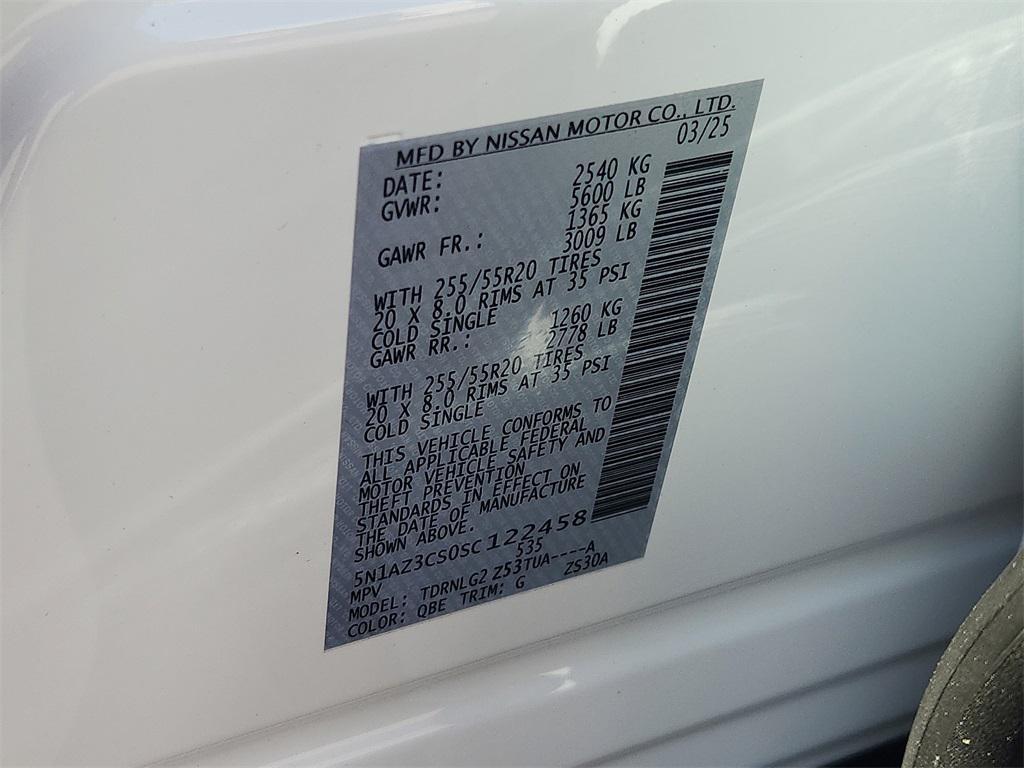 MFD BY NISSAN MOTOR CO., LTD.
DATE: 03/25
GVWR: 2540 KG
5600 LB
GAWR FR.: 1365 KG
3009 LB
WITH 255/55R20 TIRES
20 X 8.0 RIMS AT 35 PSI
COLD SINGLE
GAWR RR.: 1260 KG
2778 LB
WITH 255/55R20 TIRES
20 X 8.0 RIMS AT 35 PSI
COLD SINGLE
THIS VEHICLE CONFORMS TO
ALL APPLICABLE FEDERAL
MOTOR VEHICLE SAFETY AND
THEFT PREVENTION
STANDARDS IN EFFECT ON
THE DATE OF MANUFACTURE
SHOWN ABOVE.
5N1AZ3CS0SC122458
MPV 535
MODEL: TDRNLG2 Z53TUA----A
COLOR: QBE TRIM: G ZS30A